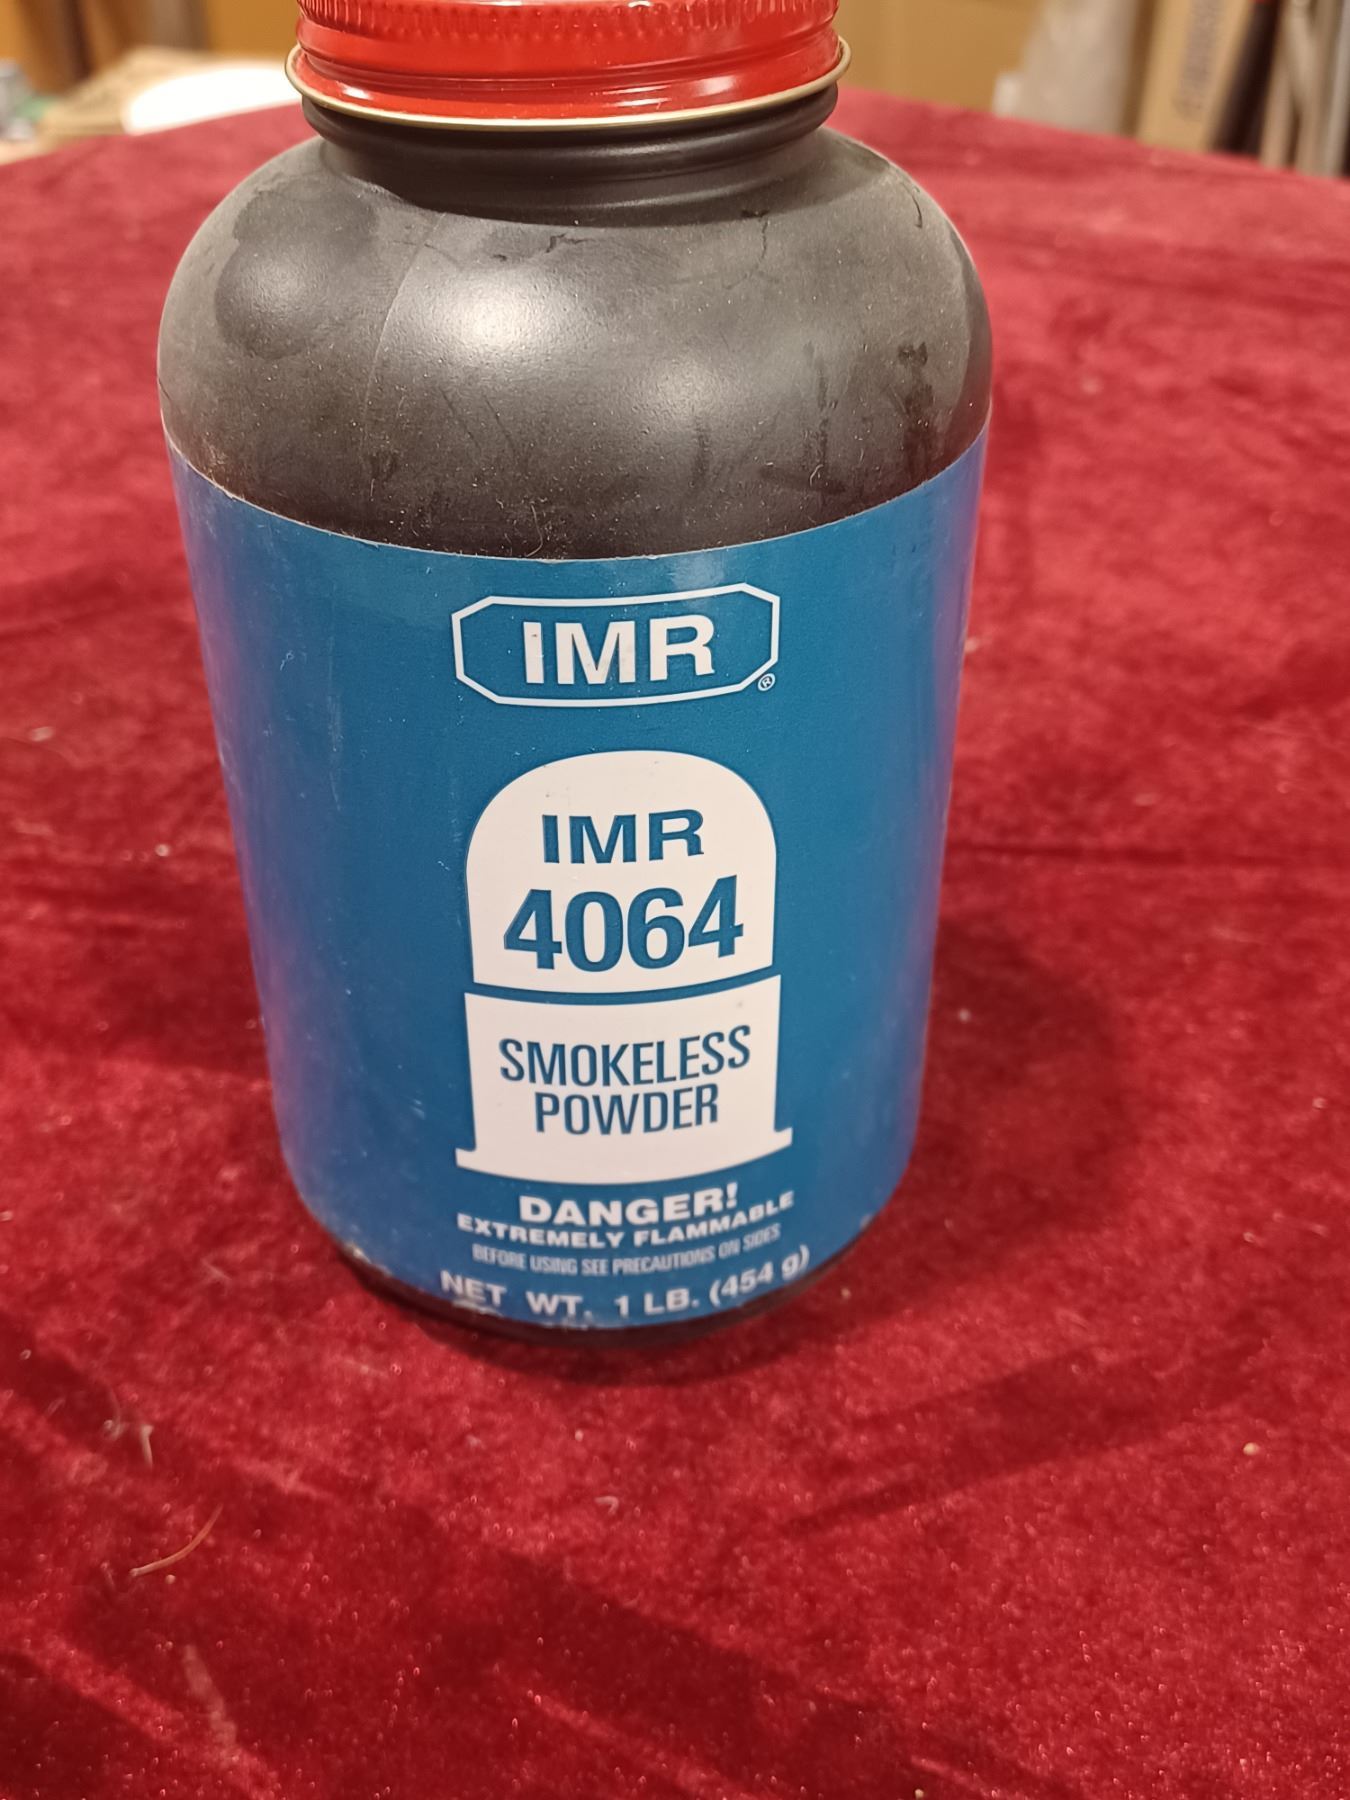 IMR
®
IMR
4064
SMOKELESS
POWDER
DANGER!
EXTREMELY FLAMMABLE
BEFORE USING SEE PRECAUTIONS ON SIDES
NET WT. 1 LB. (454 g)